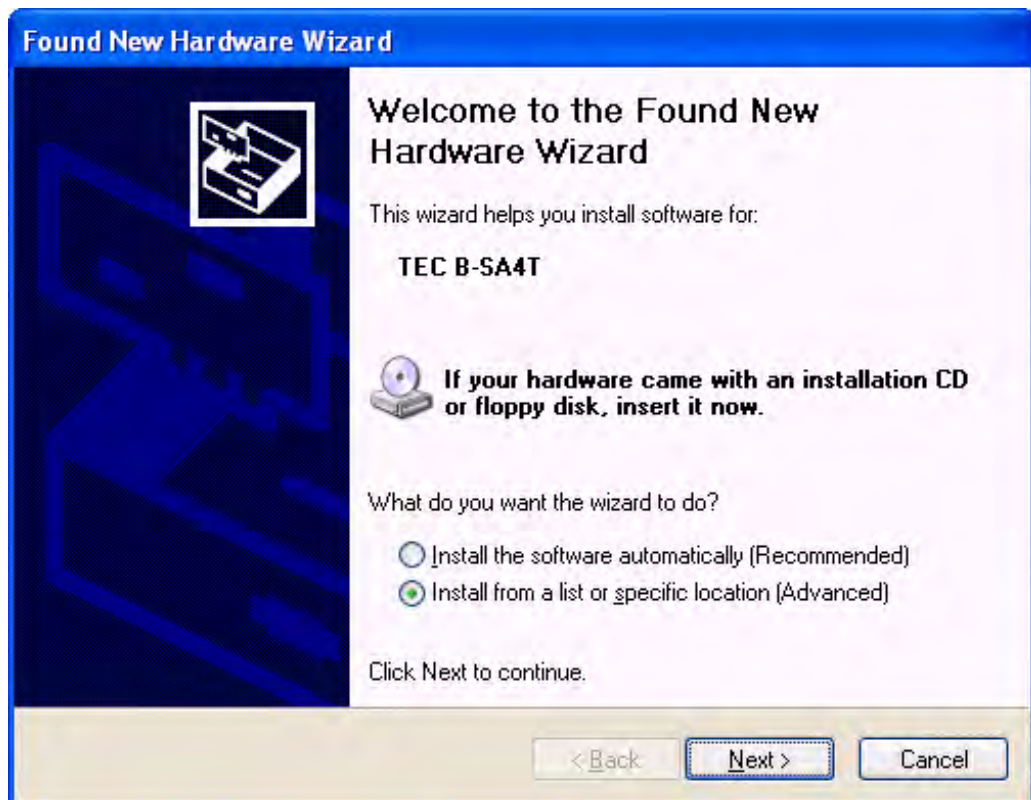 Found New Hardware Wizard
Welcome to the Found New
Hardware Wizard
This wizard helps you install software for:
TEC B-SA4T
If your hardware came with an installation CD
or floppy disk, insert it now.
What do you want the wizard to do?
Install the software automatically (Recommended)
Install from a list or specific location (Advanced)
Click Next to continue.
< Back
Next >
Cancel